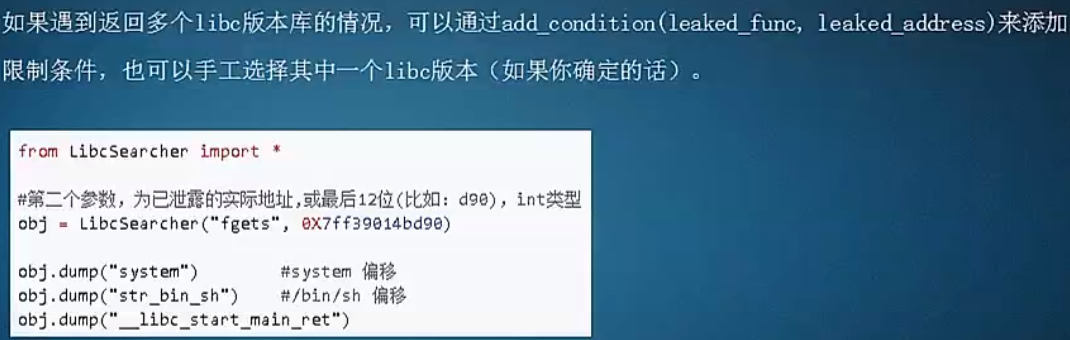 如果遇到返回多个libc版本库的情况，可以通过add_condition(leaked_func, leaked_address)来添加
限制条件，也可以手工选择其中一个libc版本（如果你确定的话）。
from LibcSearcher import *
#第二个参数，为已泄露的实际地址,或最后12位(比如：d90)，int类型
obj = LibcSearcher("fgets", 0X7ff39014bd90)
obj.dump("system") #system 偏移
obj.dump("str_bin_sh") #/bin/sh 偏移
obj.dump("__libc_start_main_ret")